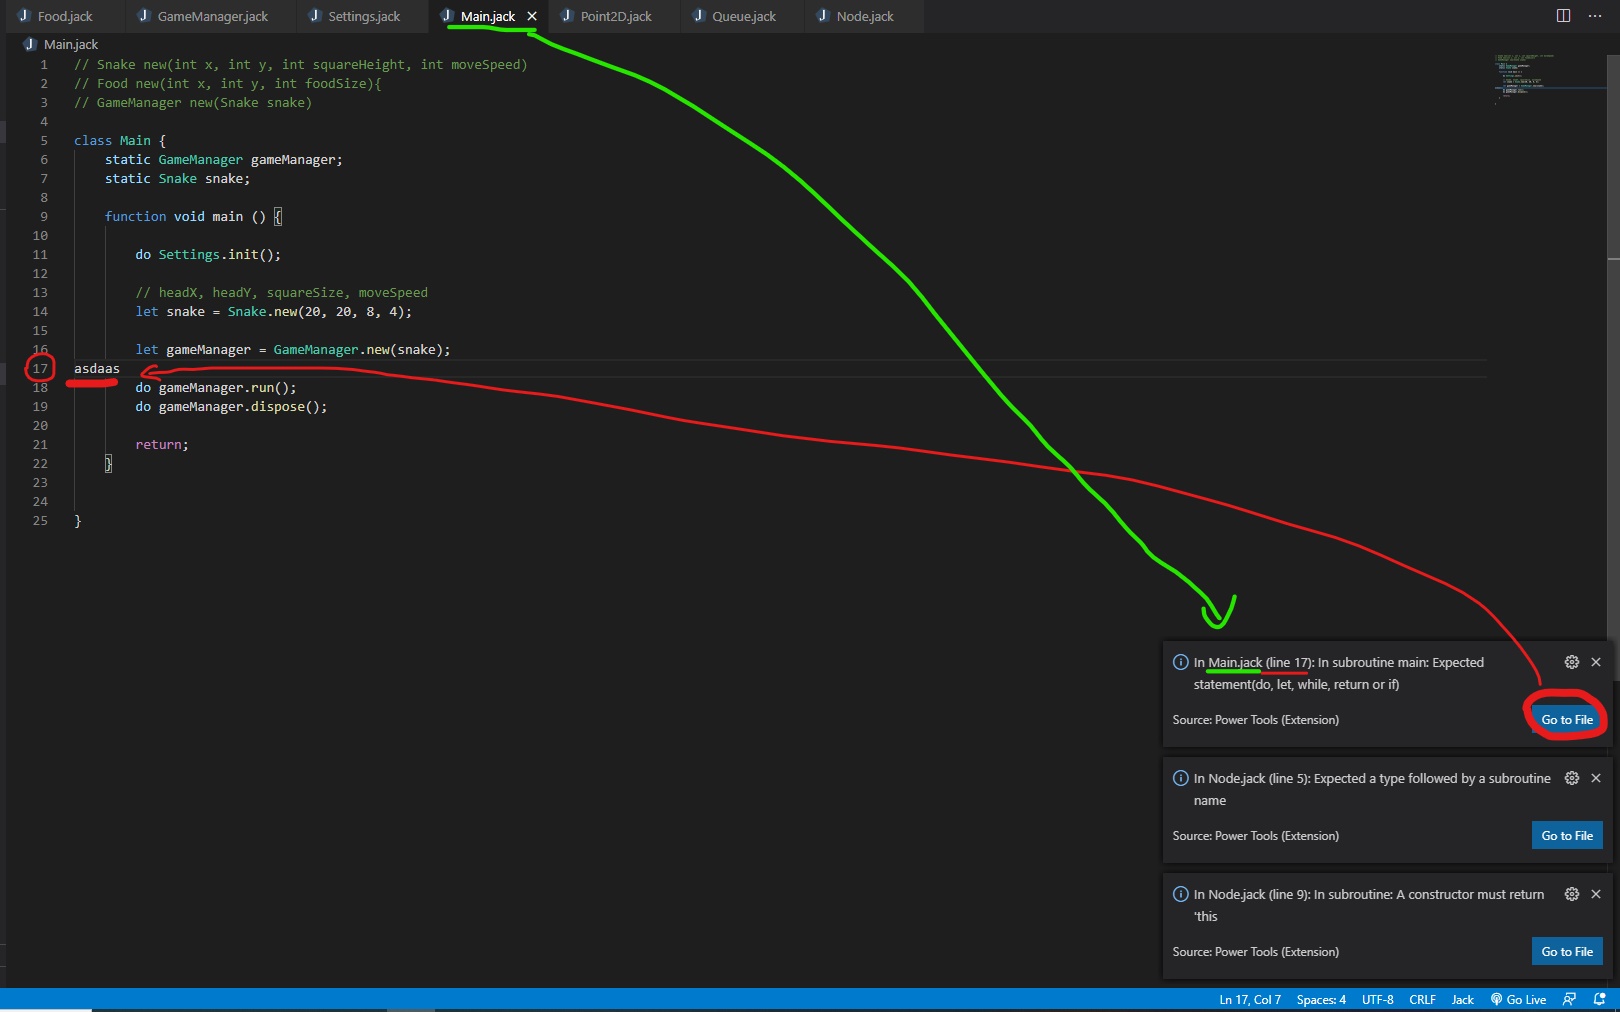 Food.jack GameManager.jack Settings.jack Main.jack Point2D.jack Queue.jack Node.jack
Main.jack
1 // Snake new(int x, int y, int squareHeight, int moveSpeed)
2 // Food new(int x, int y, int foodSize){
3 // GameManager new(Snake snake)
4
5 class Main {
6 static GameManager gameManager;
7 static Snake snake;
8
9 function void main () {
10
11 do Settings.init();
12
13 // headX, headY, squareSize, moveSpeed
14 let snake = Snake.new(20, 20, 8, 4);
15
16 let gameManager = GameManager.new(snake);
17 asdaas
18 do gameManager.run();
19 do gameManager.dispose();
20
21 return;
22 }
23
24
25 }
In Main.jack (line 17): In subroutine main: Expected
statement(do, let, while, return or if)
Source: Power Tools (Extension) Go to File
In Node.jack (line 5): Expected a type followed by a subroutine
name
Source: Power Tools (Extension) Go to File
In Node.jack (line 9): In subroutine: A constructor must return
'this
Source: Power Tools (Extension) Go to File
Ln 17, Col 7 Spaces: 4 UTF-8 CRLF Jack Go Live